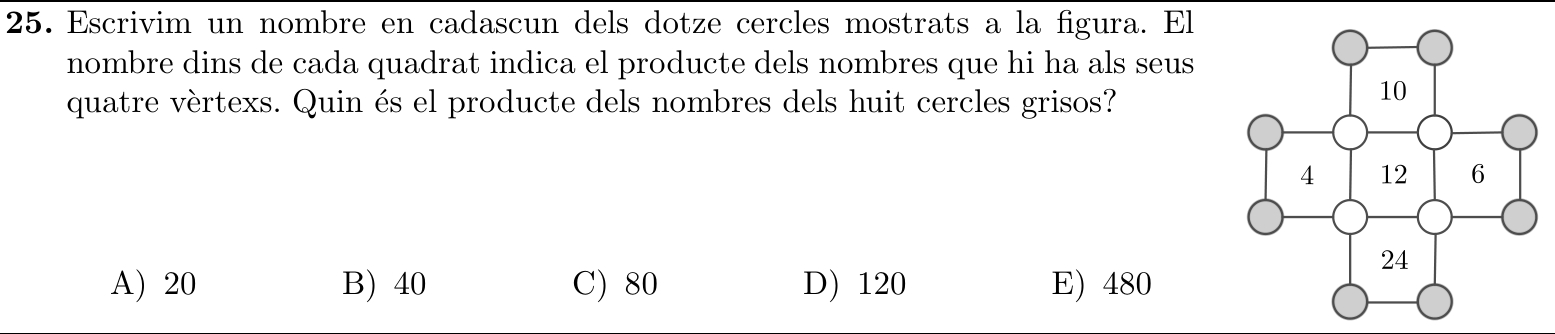 25. Escrivim un nombre en cadascun dels dotze cercles mostrats a la figura. El
nombre dins de cada quadrat indica el producte dels nombres que hi ha als seus
quatre vèrtexs. Quin és el producte dels nombres dels huit cercles grisos?
A) 20 B) 40 C) 80 D) 120 E) 480
10
4 12 6
24